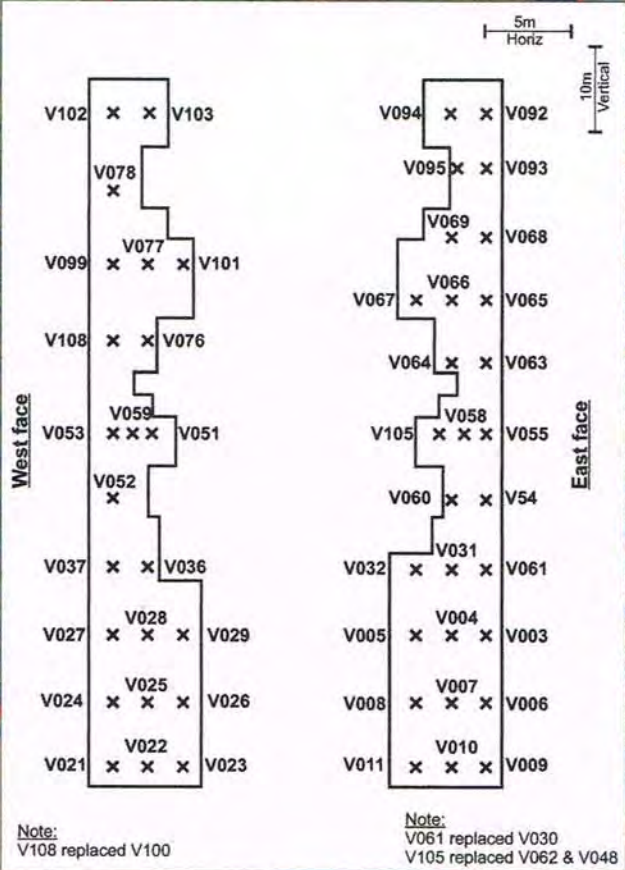 5m
Horiz
10m
Vertical
V102 V103
V078
V077
V099 V101
V108 V076
V059
V053 V051
V052
V037 V036
V028
V027 V029
V025
V024 V026
V022
V021 V023
West face
Note:
V108 replaced V100
V094 V092
V095 V093
V069
V068
V066
V067 V065
V064 V063
V058
V105 V055
V060 V54
V031
V032 V061
V004
V005 V003
V007
V008 V006
V010
V011 V009
East face
Note:
V061 replaced V030
V105 replaced V062 & V048